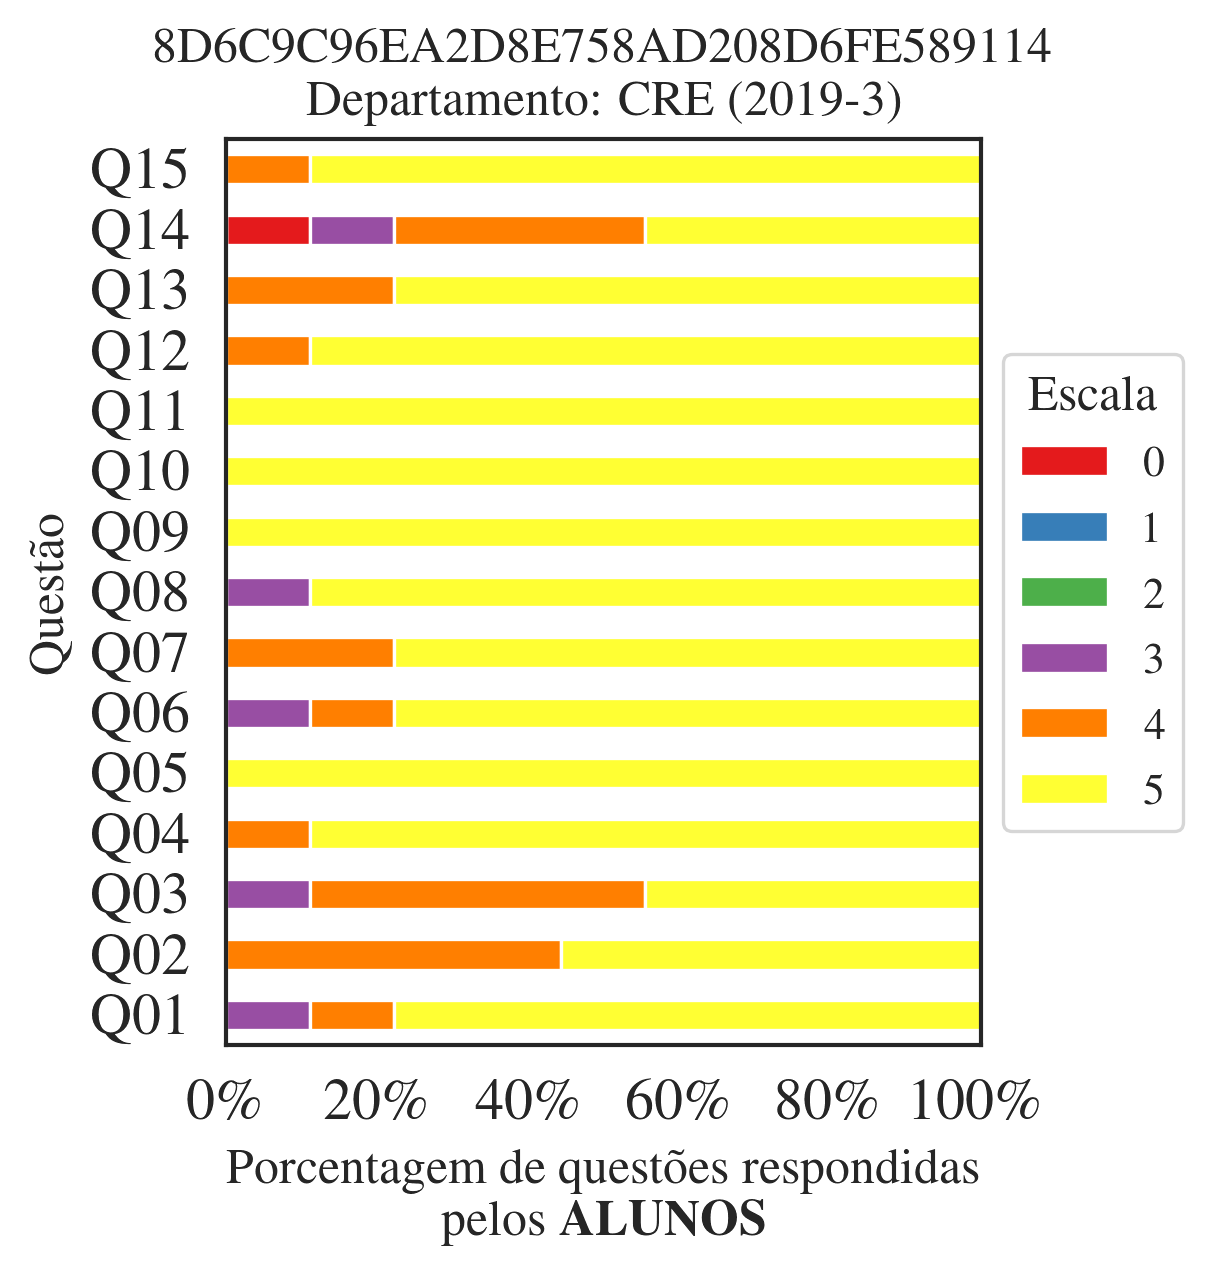 8D6C9C96EA2D8E758AD208D6FE589114
Departamento: CRE (2019-3)
Questão
Q15
Q14
Q13
Q12
Q11
Q10
Q09
Q08
Q07
Q06
Q05
Q04
Q03
Q02
Q01
0% 20% 40% 60% 80% 100%
Porcentagem de questões respondidas
pelos ALUNOS
Escala
0
1
2
3
4
5